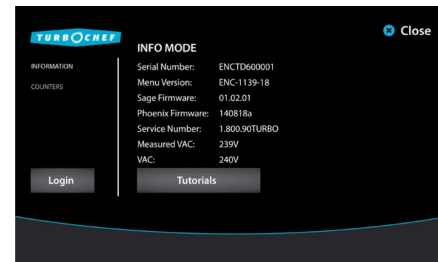 TURBOCHEF
Close
INFO MODE
INFORMATION
COUNTERS
Serial Number: ENCTD600001
Menu Version: ENC-1139-18
Sage Firmware: 01.02.01
Phoenix Firmware: 140818a
Service Number: 1.800.90TURBO
Measured VAC: 239V
VAC: 240V
Login
Tutorials